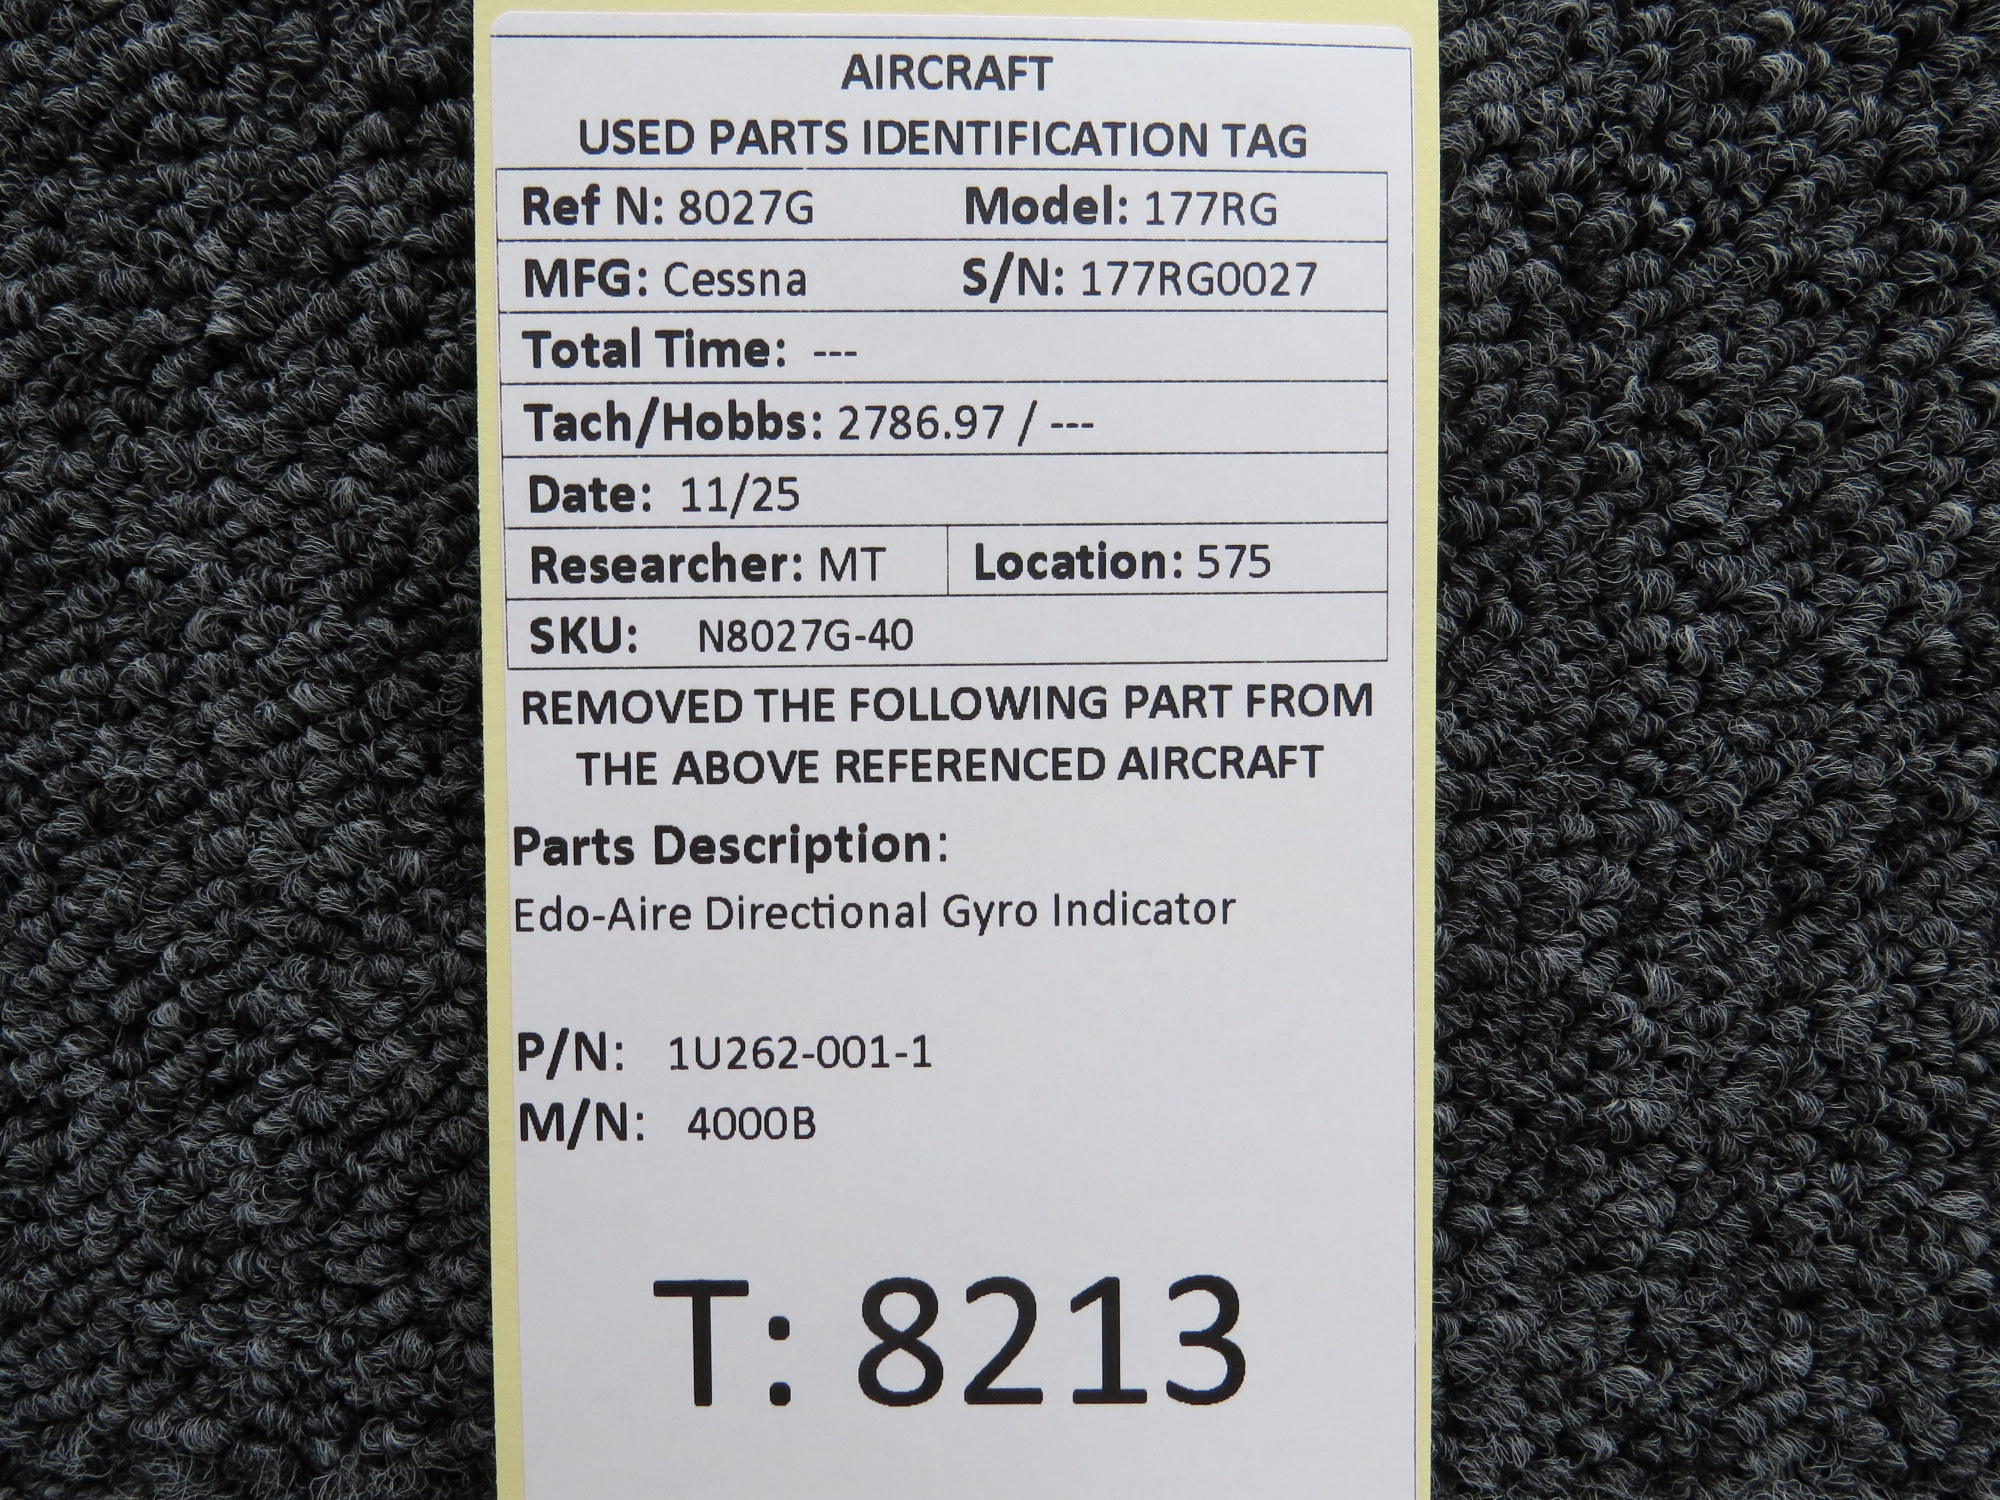 AIRCRAFT
USED PARTS IDENTIFICATION TAG
Ref N: 8027G Model: 177RG
MFG: Cessna S/N: 177RG0027
Total Time: ---
Tach/Hobbs: 2786.97 / ---
Date: 11/25
Researcher: MT Location: 575
SKU: N8027G-40
REMOVED THE FOLLOWING PART FROM
THE ABOVE REFERENCED AIRCRAFT
Parts Description:
Edo-Aire Directional Gyro Indicator
P/N: 1U262-001-1
M/N: 4000B
T: 8213